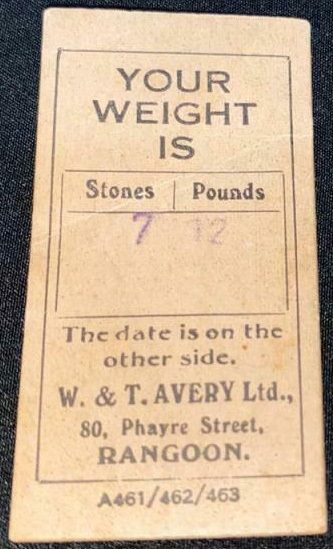 YOUR
WEIGHT
IS
Stones Pounds
7 12
The date is on the
other side.
W. & T. AVERY Ltd.,
80, Phayre Street,
RANGOON.
A461/462/463